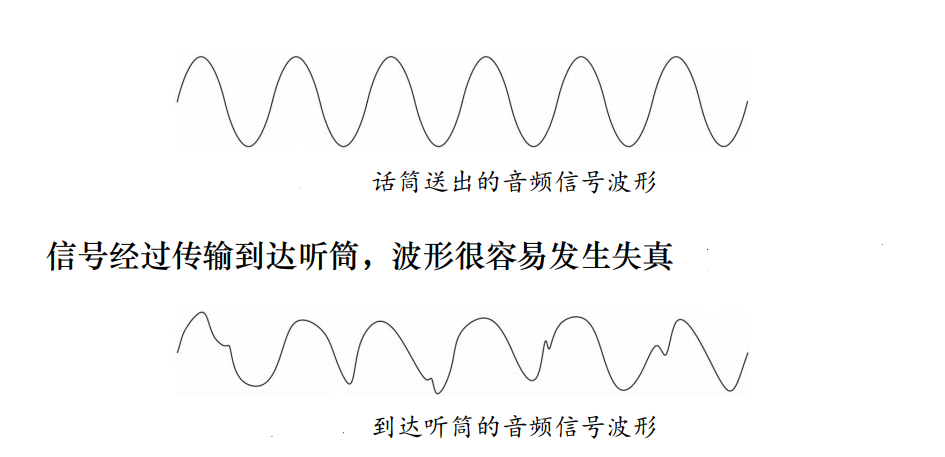 话筒送出的音频信号波形
信号经过传输到达听筒，波形很容易发生失真
到达听筒的音频信号波形